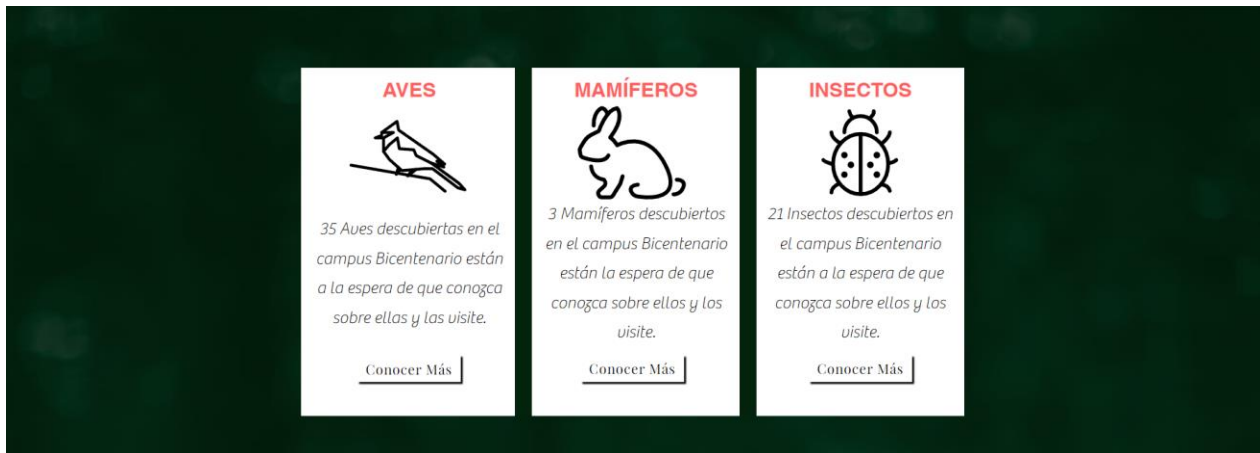 AVES
35 Aves descubiertas en el
campus Bicentenario están
a la espera de que conozca
sobre ellas y las visite.
Conocer Más
MAMÍFEROS
3 Mamíferos descubiertos
en el campus Bicentenario
están la espera de que
conozca sobre ellos y los
visite.
Conocer Más
INSECTOS
21 Insectos descubiertos en
el campus Bicentenario
están a la espera de que
conozca sobre ellos y los
visite.
Conocer Más